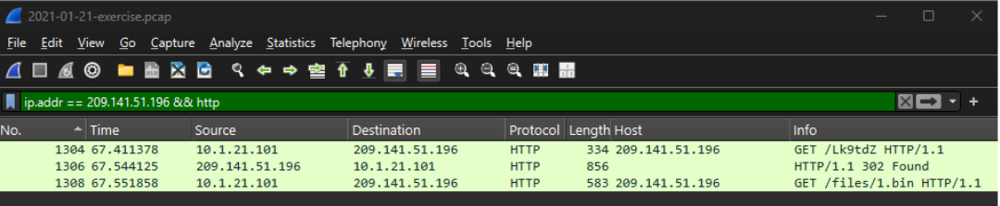 2021-01-21-exercise.pcap
File Edit View Go Capture Analyze Statistics Telephony Wireless Tools Help
ip.addr == 209.141.51.196 && http
No. Time Source Destination Protocol Length Host Info
1304 67.411378 10.1.21.101 209.141.51.196 HTTP 334 209.141.51.196 GET /Lk9tdZ HTTP/1.1
1306 67.544125 209.141.51.196 10.1.21.101 HTTP 856 HTTP/1.1 302 Found
1308 67.551858 10.1.21.101 209.141.51.196 HTTP 583 209.141.51.196 GET /files/1.bin HTTP/1.1